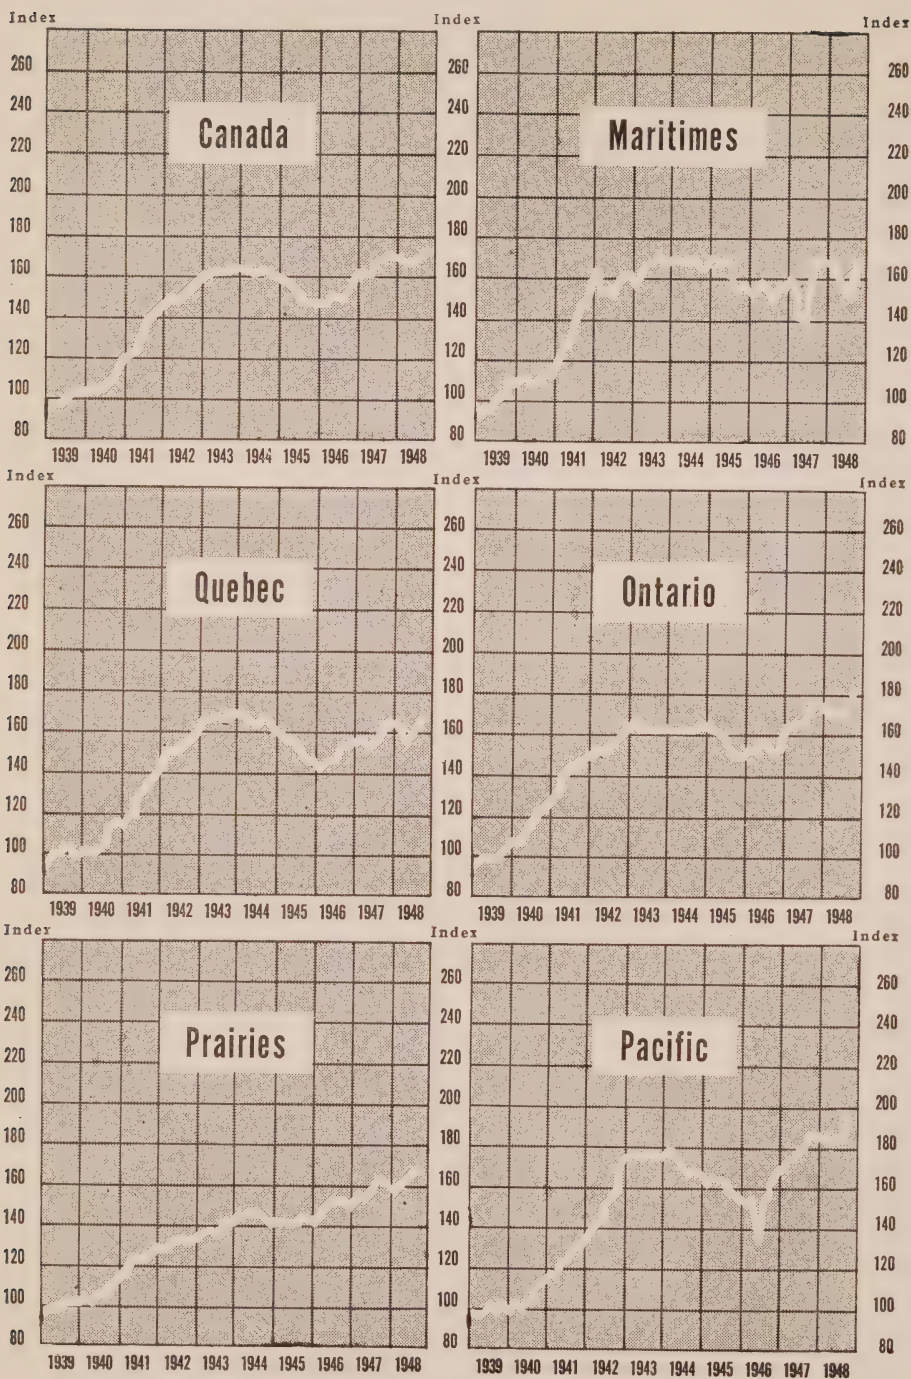 Index Index Index
260 260 260
240 240 240
Canada Maritimes
220 220 220
200 200 200
180 180 180
160 160 160
140 140 140
120 120 120
100 100 100
80 80 80
1939 1940 1941 1942 1943 1944 1945 1946 1947 1948 1939 1940 1941 1942 1943 1944 1945 1946 1947 1948
Index Index Index
260 260 260
240 240 240
Quebec Ontario
220 220 220
200 200 200
180 180 180
160 160 160
140 140 140
120 120 120
100 100 100
80 80 80
1939 1940 1941 1942 1943 1944 1945 1946 1947 1948 1939 1940 1941 1942 1943 1944 1945 1946 1947 1948
Index Index Index
260 260 260
240 240 240
Prairies Pacific
220 220 220
200 200 200
180 180 180
160 160 160
140 140 140
120 120 120
100 100 100
80 80 80
1939 1940 1941 1942 1943 1944 1945 1946 1947 1948 1939 1940 1941 1942 1943 1944 1945 1946 1947 1948